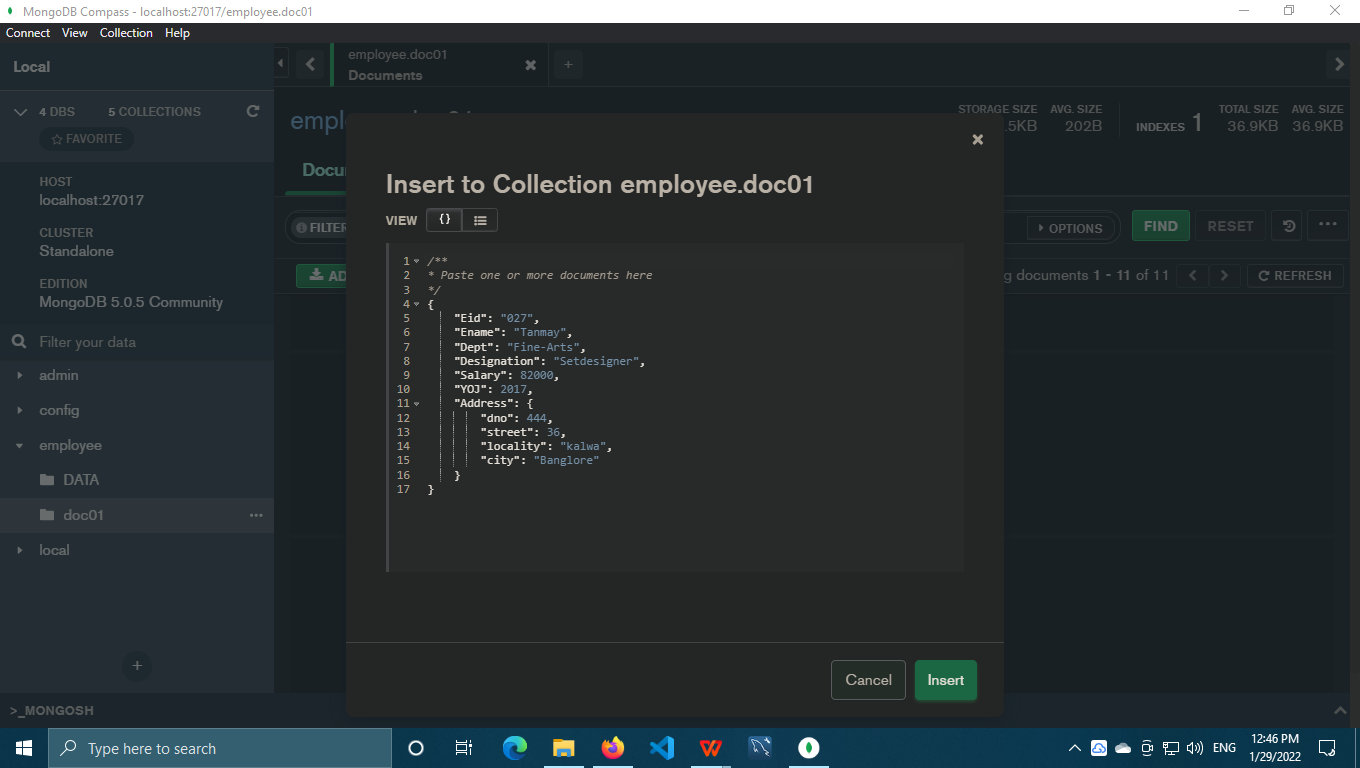 MongoDB Compass - localhost:27017/employee.doc01
Connect View Collection Help
Local
4 DBS 5 COLLECTIONS
FAVORITE
HOST
localhost:27017
CLUSTER
Standalone
EDITION
MongoDB 5.0.5 Community
Filter your data
admin
config
employee
DATA
doc01
local
>_MONGOSH
employee.doc01
Documents
STORAGE SIZE AVG. SIZE
.5KB 202B
INDEXES 1
TOTAL SIZE AVG. SIZE
36.9KB 36.9KB
OPTIONS
FIND
RESET
documents 1 - 11 of 11
REFRESH
Insert to Collection employee.doc01
VIEW {}
1 /**
2 * Paste one or more documents here
3 */
4 {
5 "Eid": "027",
6 "Ename": "Tanmay",
7 "Dept": "Fine-Arts",
8 "Designation": "Setdesigner",
9 "Salary": 82000,
10 "YOJ": 2017,
11 "Address": {
12 "dno": 444,
13 "street": 36,
14 "locality": "kalwa",
15 "city": "Banglore"
16 }
17 }
Cancel Insert
Type here to search
ENG
12:46 PM
1/29/2022